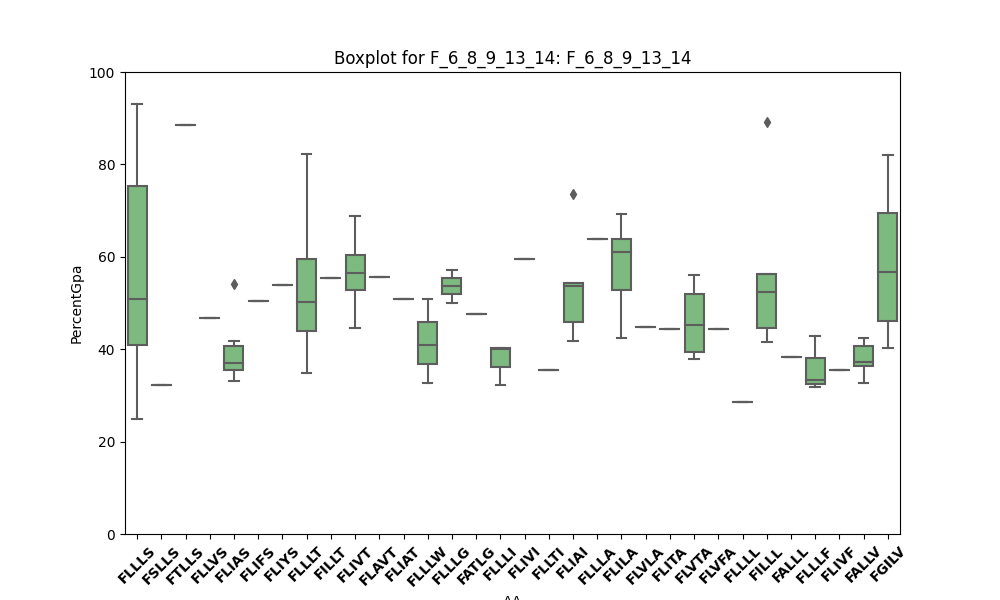 Boxplot for F_6_8_9_13_14: F_6_8_9_13_14
100
80
60
40
20
0
PercentGpa
FLLLS
FSLLS
FTLLS
FLLVS
FLIAS
FLIFS
FLIYS
FLLLT
FILLT
FLIVT
FLAVT
FLIAT
FLLLW
FLLLG
FATLG
FLLLI
FLIVI
FLLTI
FLIAI
FLLLA
FLILA
FLVLA
FLITA
FLVTA
FLVFA
FLLLL
FILLL
FALLL
FLLLF
FLIVF
FALLV
FGILV
AA